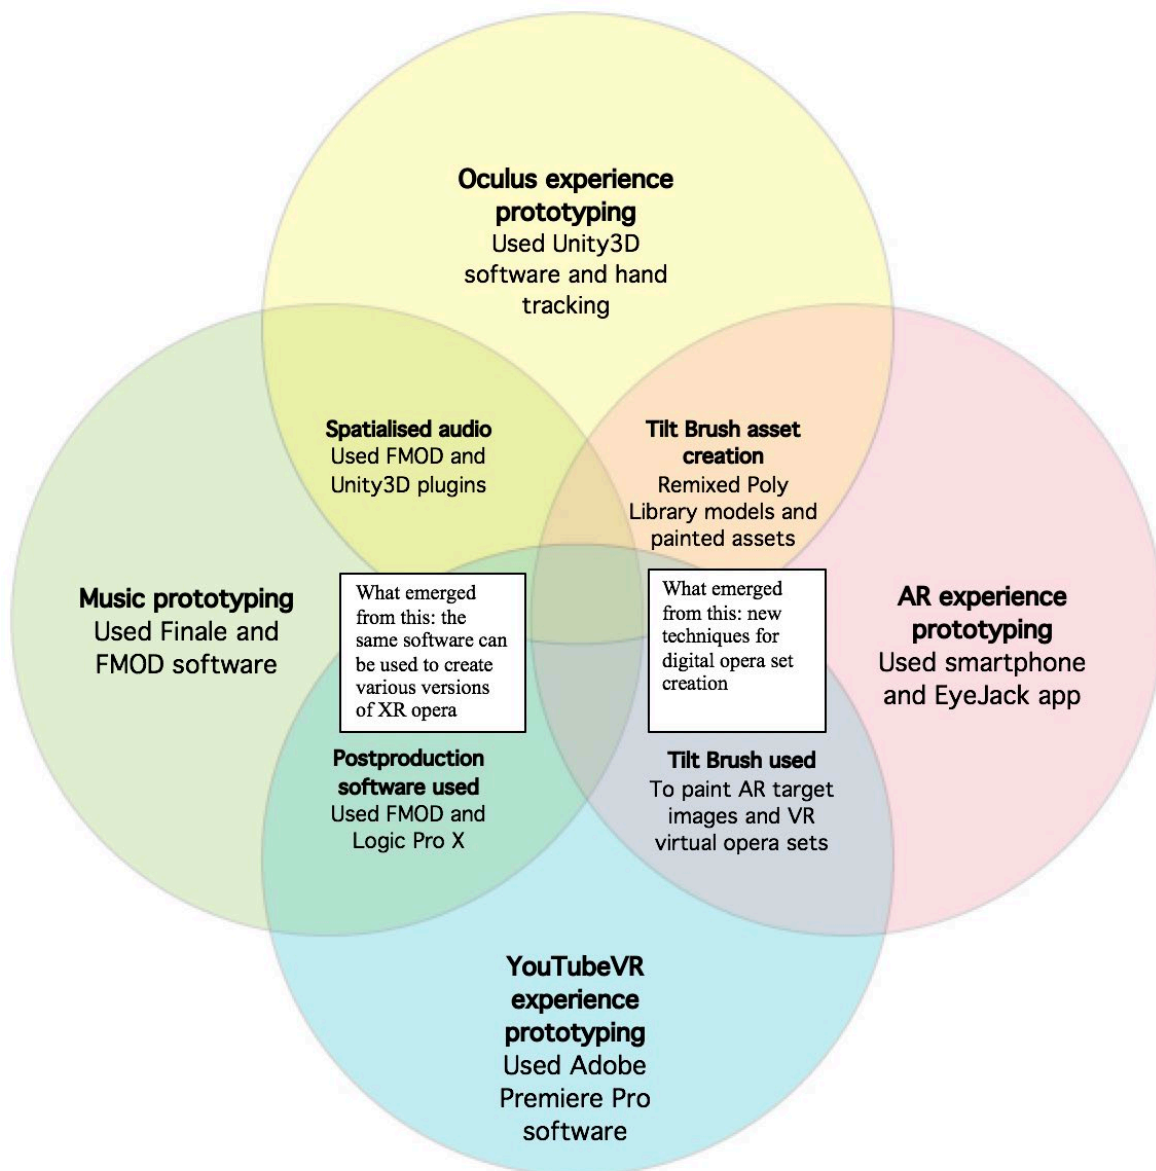 Oculus experience
prototyping
Used Unity3D
software and hand
tracking
Spatialised audio
Used FMOD and
Unity3D plugins
Tilt Brush asset
creation
Remixed Poly
Library models and
painted assets
Music prototyping
Used Finale and
FMOD software
What emerged
from this: the
same software can
be used to create
various versions
of XR opera
What emerged
from this: new
techniques for
digital opera set
creation
AR experience
prototyping
Used smartphone
and EyeJack app
Postproduction
software used
Used FMOD and
Logic Pro X
Tilt Brush used
To paint AR target
images and VR
virtual opera sets
YouTubeVR
experience
prototyping
Used Adobe
Premiere Pro
software